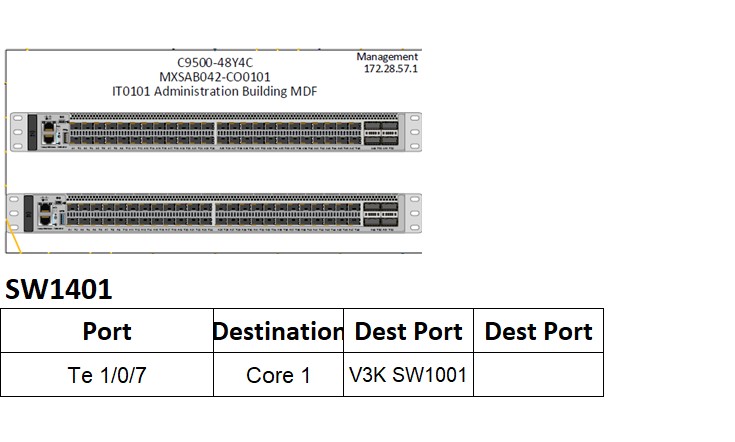 C9500-48Y4C
Management
MXSAB042-CO0101
172.28.57.1
IT0101 Administration Building MDF
SW1401
Port Destination Dest Port Dest Port
Te 1/0/7 Core 1 V3K SW1001